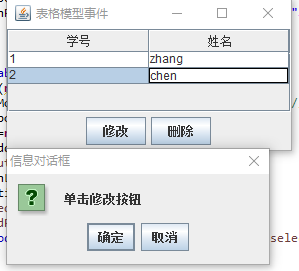 表格模型事件
学号 姓名
1 zhang
2 chen
修改 删除
信息对话框
?
单击修改按钮
确定 取消
sele